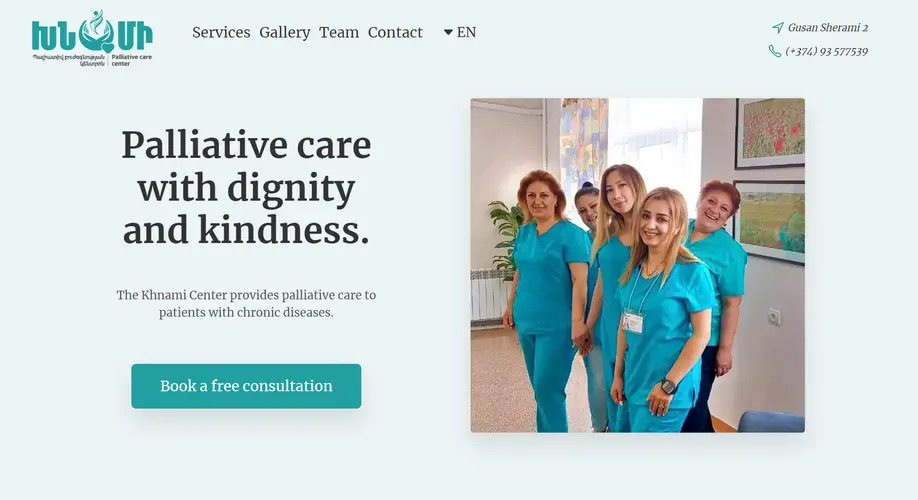 ԽՆԱՄԻ
Պալիատիվ բուժօգնության
կենտրոն
Palliative care
center
Services Gallery Team Contact EN
Gusan Sherami 2
(+374) 93 577539
Palliative care
with dignity
and kindness.
The Khnami Center provides palliative care to
patients with chronic diseases.
Book a free consultation